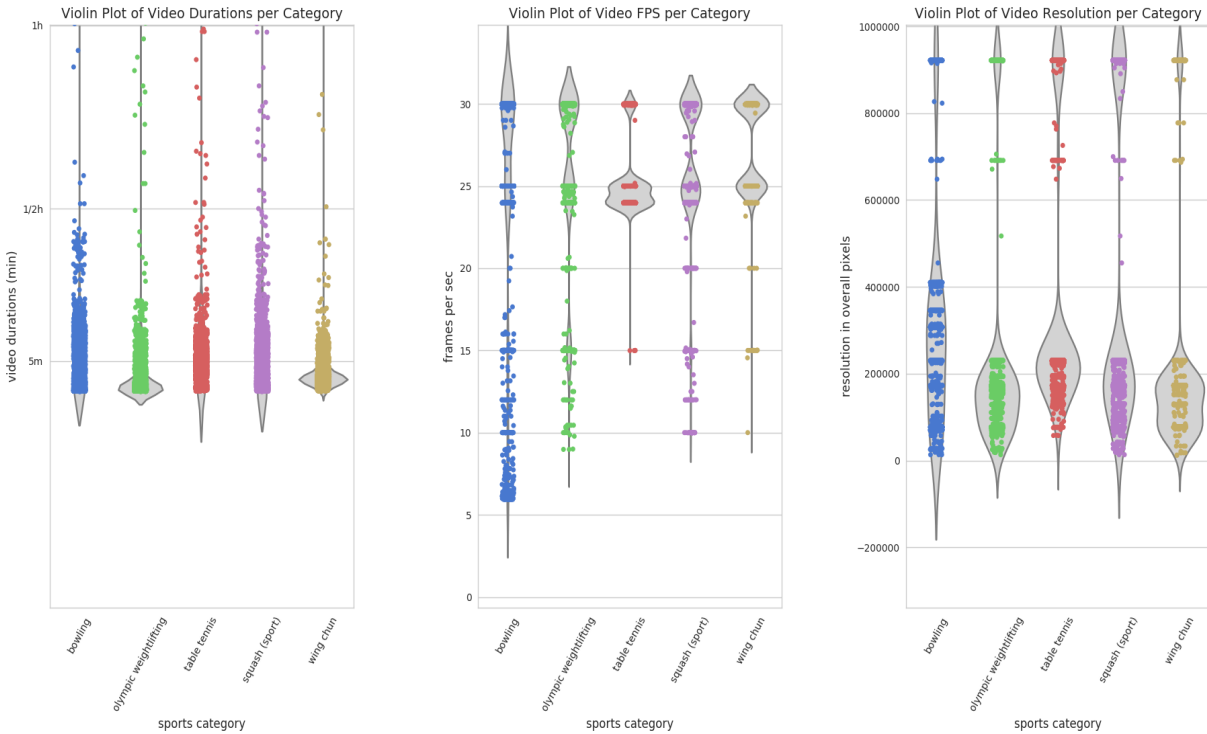 Violin Plot of Video Durations per Category
1h
1/2h
5m
video durations (min)
bowling
olympic weightlifting
table tennis
squash (sport)
wing chun
sports category
Violin Plot of Video FPS per Category
30
25
20
15
10
5
0
frames per sec
bowling
olympic weightlifting
table tennis
squash (sport)
wing chun
sports category
Violin Plot of Video Resolution per Category
1000000
800000
600000
400000
200000
0
−200000
resolution in overall pixels
bowling
olympic weightlifting
table tennis
squash (sport)
wing chun
sports category